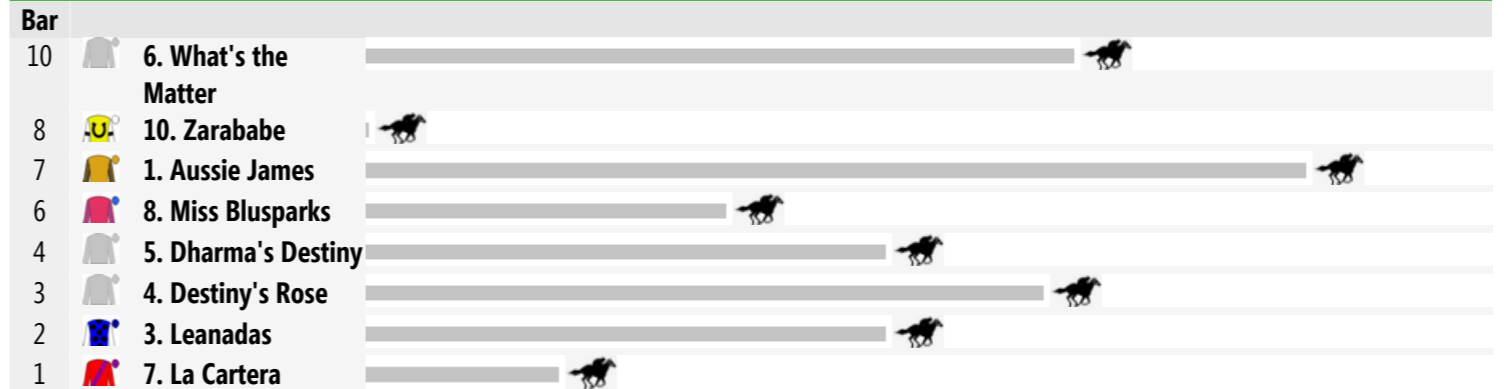 Bar
10 6. What's the
Matter
8 10. Zarababe
7 1. Aussie James
6 8. Miss Blusparks
4 5. Dharma's Destiny
3 4. Destiny's Rose
2 3. Leanadas
1 7. La Cartera